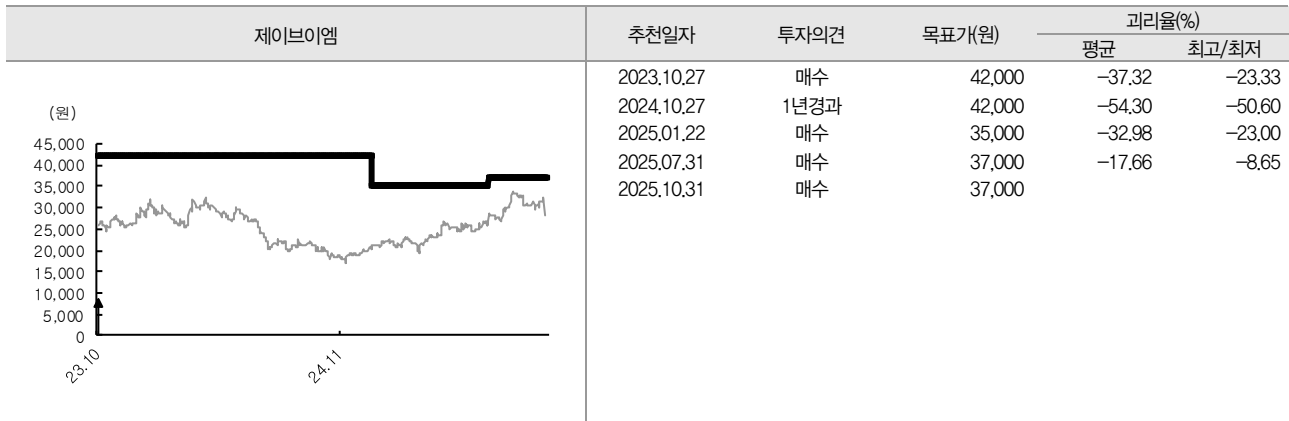 제이브이엠 추천일자 투자의견 목표가(원) 괴리율(%)
평균 최고/최저
2023.10.27 매수 42,000 -37.32 -23.33
2024.10.27 1년경과 42,000 -54.30 -50.60
2025.01.22 매수 35,000 -32.98 -23.00
2025.07.31 매수 37,000 -17.66 -8.65
2025.10.31 매수 37,000
(원)
45,000
40,000
35,000
30,000
25,000
20,000
15,000
10,000
5,000
0
23.10 24.11